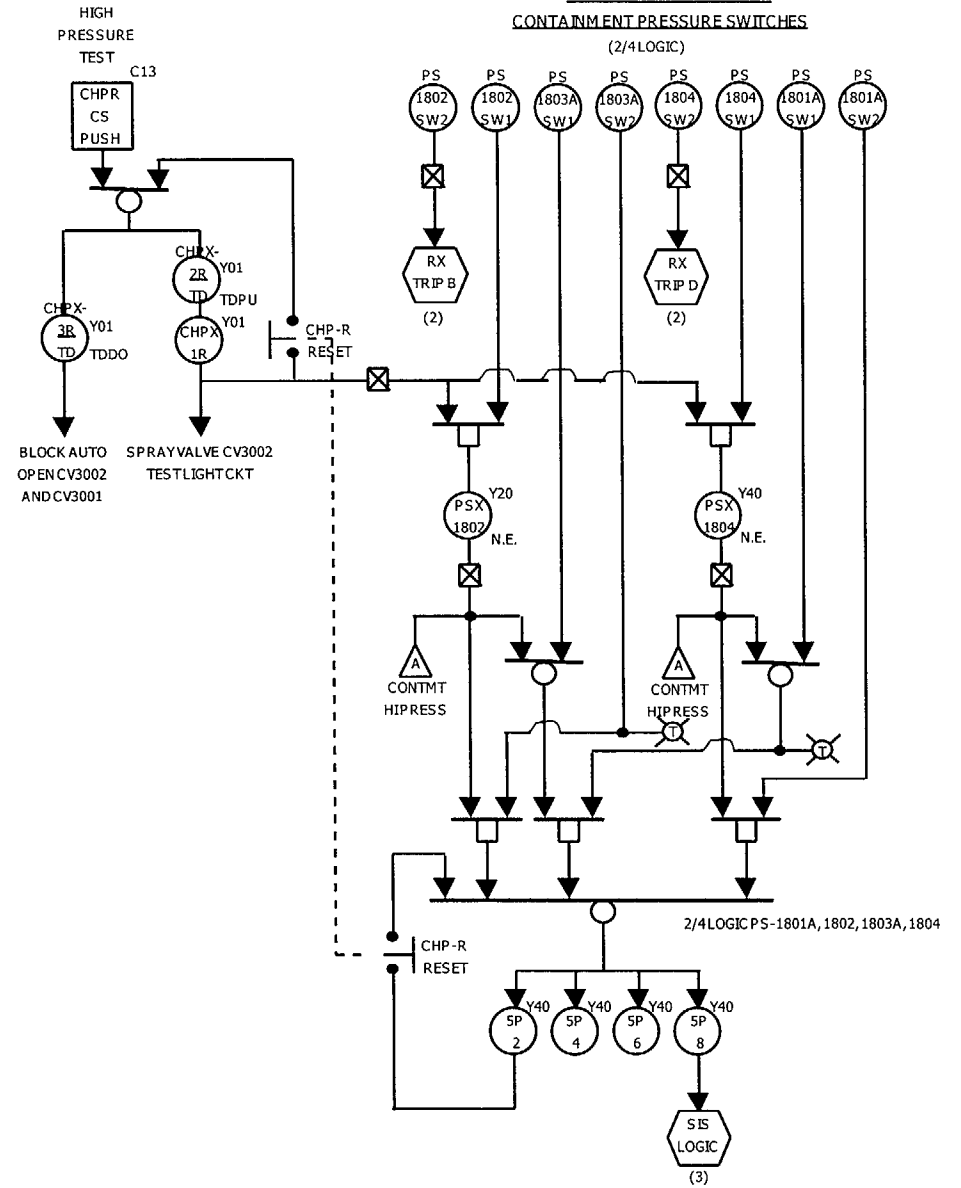 HIGH
PRESSURE
TEST
C13
CHPR
CS
PUSH
CONTAINMENT PRESSURE SWITCHES
(2/4 LOGIC)
PS
1802
SW2
PS
1802
SW1
PS
1803A
SW1
PS
1803A
SW2
PS
1804
SW2
PS
1804
SW1
PS
1801A
SW1
PS
1801A
SW2
RX
TRIP B
(2)
RX
TRIP D
(2)
CHPX-
2R
TD
Y01
TDPU
CHPX-
3R
TD
Y01
TDDO
CHPX
1R
Y01
CHP-R
RESET
BLOCK AUTO
OPEN CV3002
AND CV3001
SPRAY VALVE CV3002
TEST LIGHT CKT
PSX
1802
Y20
N.E.
PSX
1804
Y40
N.E.
A
CONTMT
HI PRESS
A
CONTMT
HI PRESS
T
T
2/4 LOGIC PS-1801A, 1802, 1803A, 1804
CHP-R
RESET
5P
2
Y40
5P
4
Y40
5P
6
Y40
5P
8
Y40
SIS
LOGIC
(3)